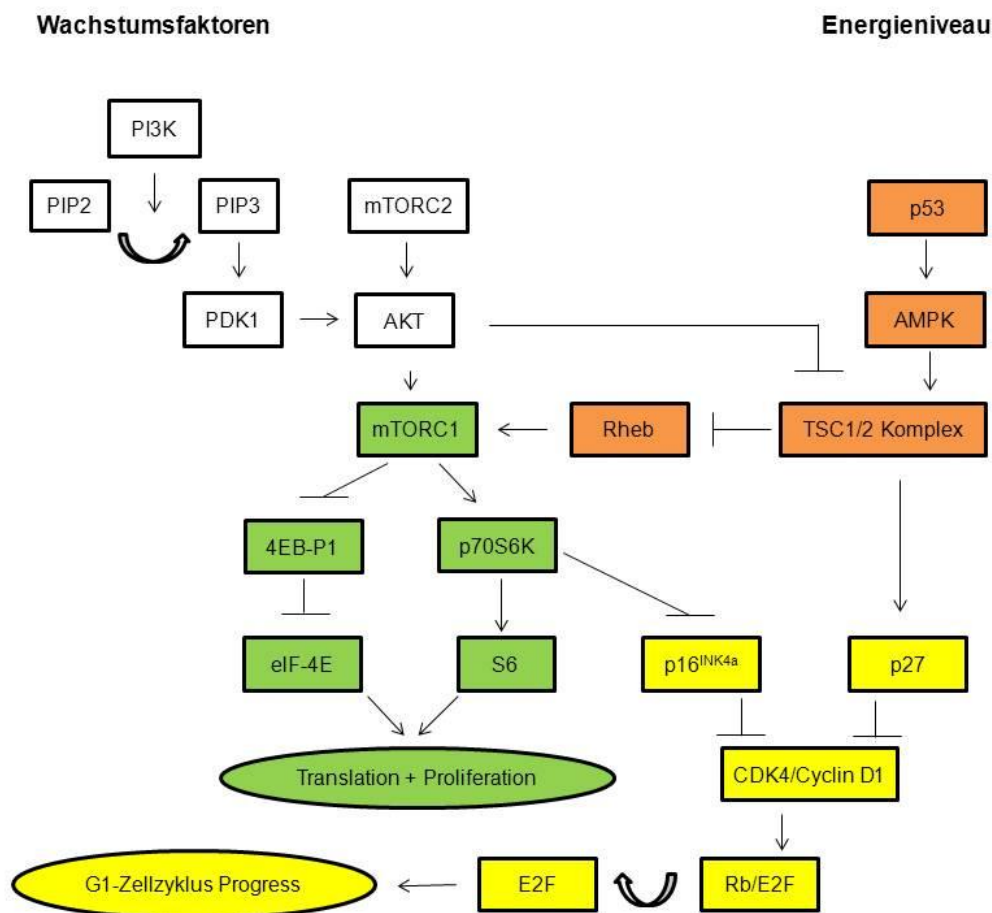 Wachstumsfaktoren
Energieniveau
PI3K
PIP2
PIP3
mTORC2
p53
PDK1
AKT
AMPK
mTORC1
Rheb
TSC1/2 Komplex
4EB-P1
p70S6K
eIF-4E
S6
p16INK4a
p27
Translation + Proliferation
CDK4/Cyclin D1
G1-Zellzyklus Progress
E2F
Rb/E2F